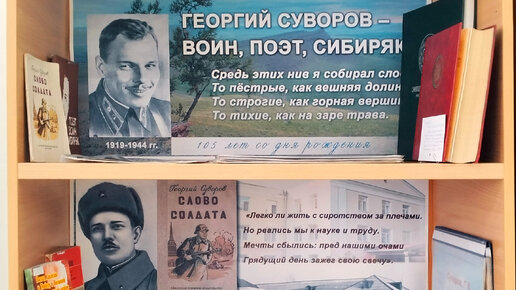 ГЕОРГИЙ СУВОРОВ –
ВОИН, ПОЭТ, СИБИРЯК
Средь этих нив я собирал сло
То пёстрые, как вешняя долин
То строгие, как горная верши
То тихие, как на заре трава.
1919-1944 гг.
105 лет со дня рождения
СЛОВО
СОЛДАТА
Георгий Суворов
СЛОВО
СОЛДАТА
«Легко ли жить с сиротством за плечами.
Но рвались мы к науке и труду.
Мечты сбылись: пред нашими очами
Грядущий день зажег свою свечу».